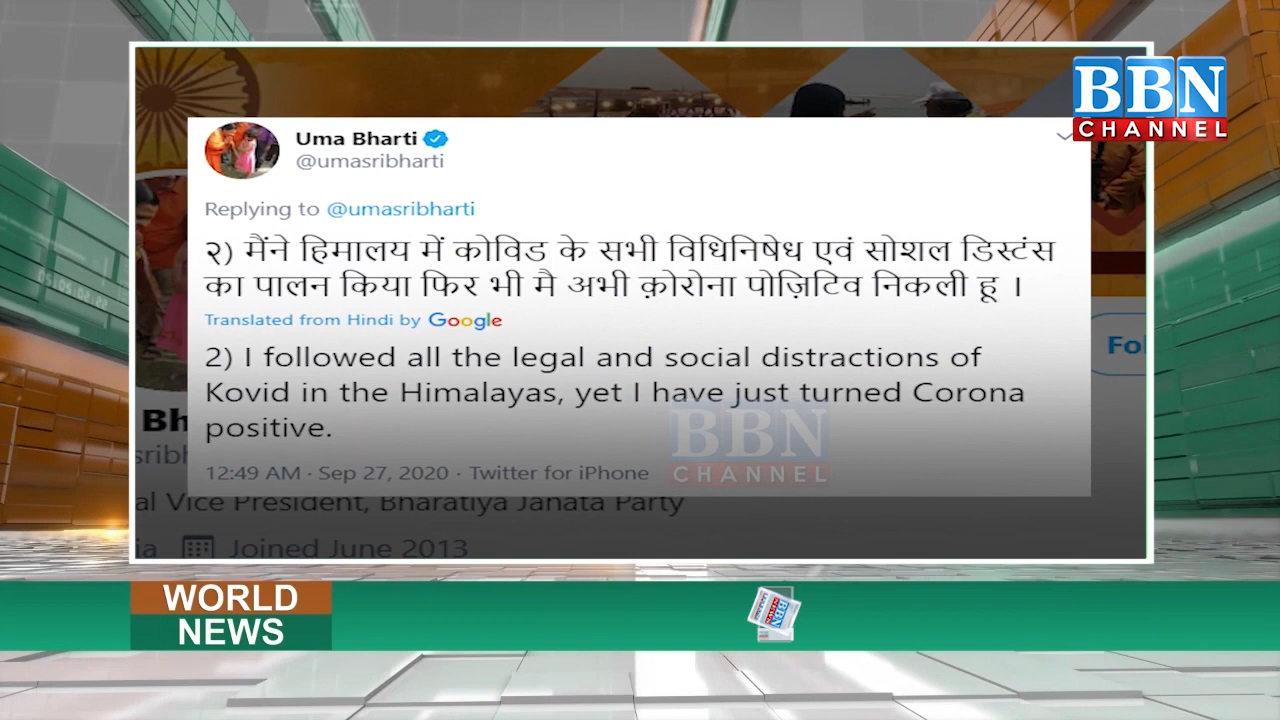 BBN
CHANNEL
Uma Bharti
@umasribharti
Replying to @umasribharti
२) मैंने हिमालय में कोविड के सभी विधिनिषेध एवं सोशल डिस्टंस
का पालन किया फिर भी मै अभी क़ोरोना पोज़िटिव निकली हू ।
Translated from Hindi by Google
2) I followed all the legal and social distractions of
Kovid in the Himalayas, yet I have just turned Corona
positive.
12:49 AM · Sep 27, 2020 · Twitter for iPhone
BBN
CHANNEL
Fol
Bh
sribh
al Vice President, Bharatiya Janata Party
ia
Joined June 2013
WORLD
NEWS